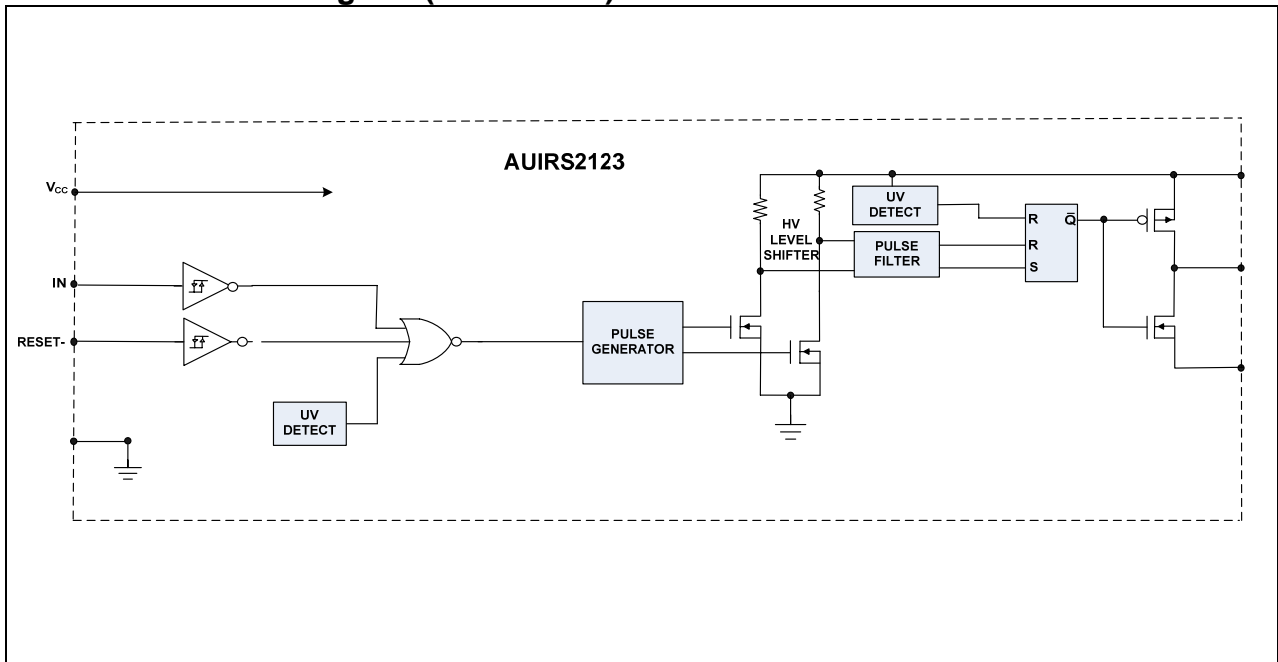 AUIRS2123
VCC
IN
RESET-
UV
DETECT
PULSE
GENERATOR
HV
LEVEL
SHIFTER
UV
DETECT
PULSE
FILTER
R
R
S
Q̅